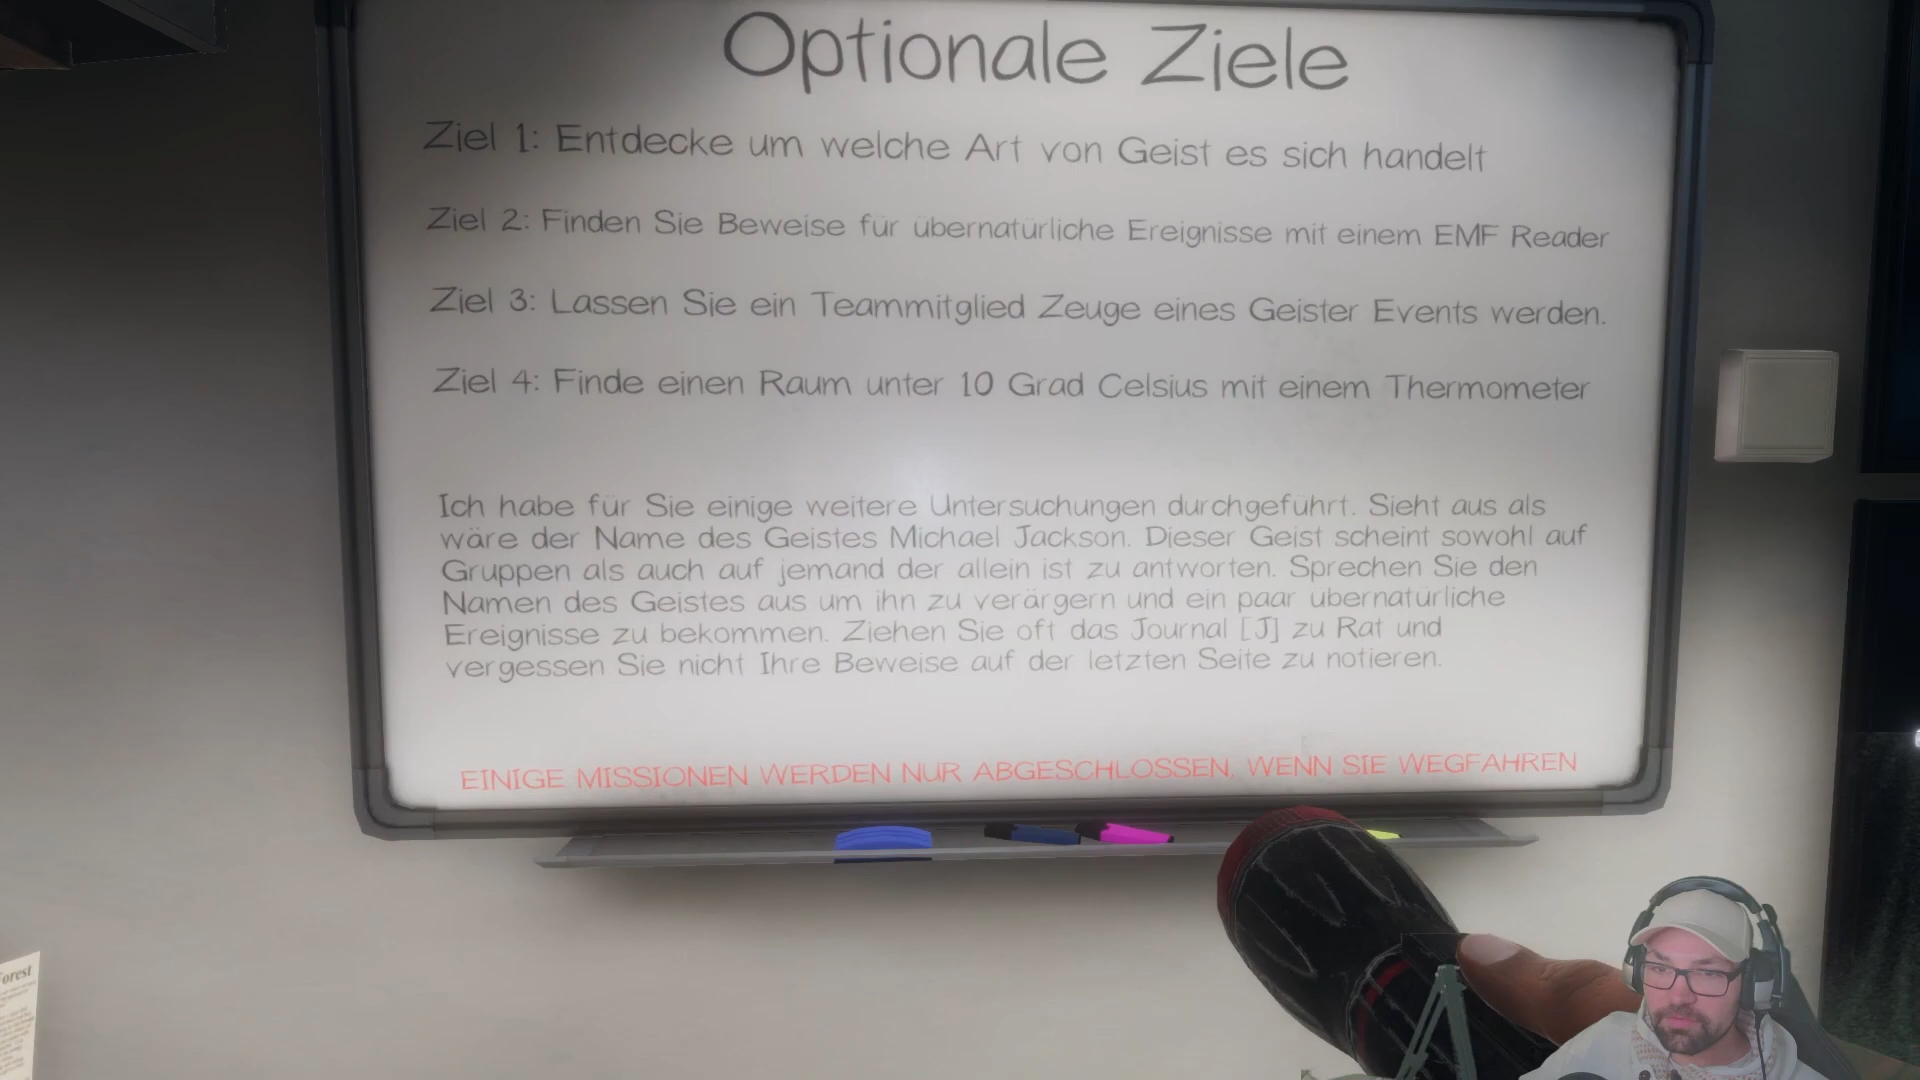 Optionale Ziele
Ziel 1: Entdecke um welche Art von Geist es sich handelt
Ziel 2: Finden Sie Beweise für übernatürliche Ereignisse mit einem EMF Reader
Ziel 3: Lassen Sie ein Teammitglied Zeuge eines Geister Events werden.
Ziel 4: Finde einen Raum unter 10 Grad Celsius mit einem Thermometer
Ich habe für Sie einige weitere Untersuchungen durchgeführt. Sieht aus als
wäre der Name des Geistes Michael Jackson. Dieser Geist scheint sowohl auf
Gruppen als auch auf jemand der allein ist zu antworten. Sprechen Sie den
Namen des Geistes aus um ihn zu verärgern und ein paar übernatürliche
Ereignisse zu bekommen. Ziehen Sie oft das Journal [J] zu Rat und
vergessen Sie nicht Ihre Beweise auf der letzten Seite zu notieren.
EINIGE MISSIONEN WERDEN NUR ABGESCHLOSSEN, WENN SIE WEGFAHREN